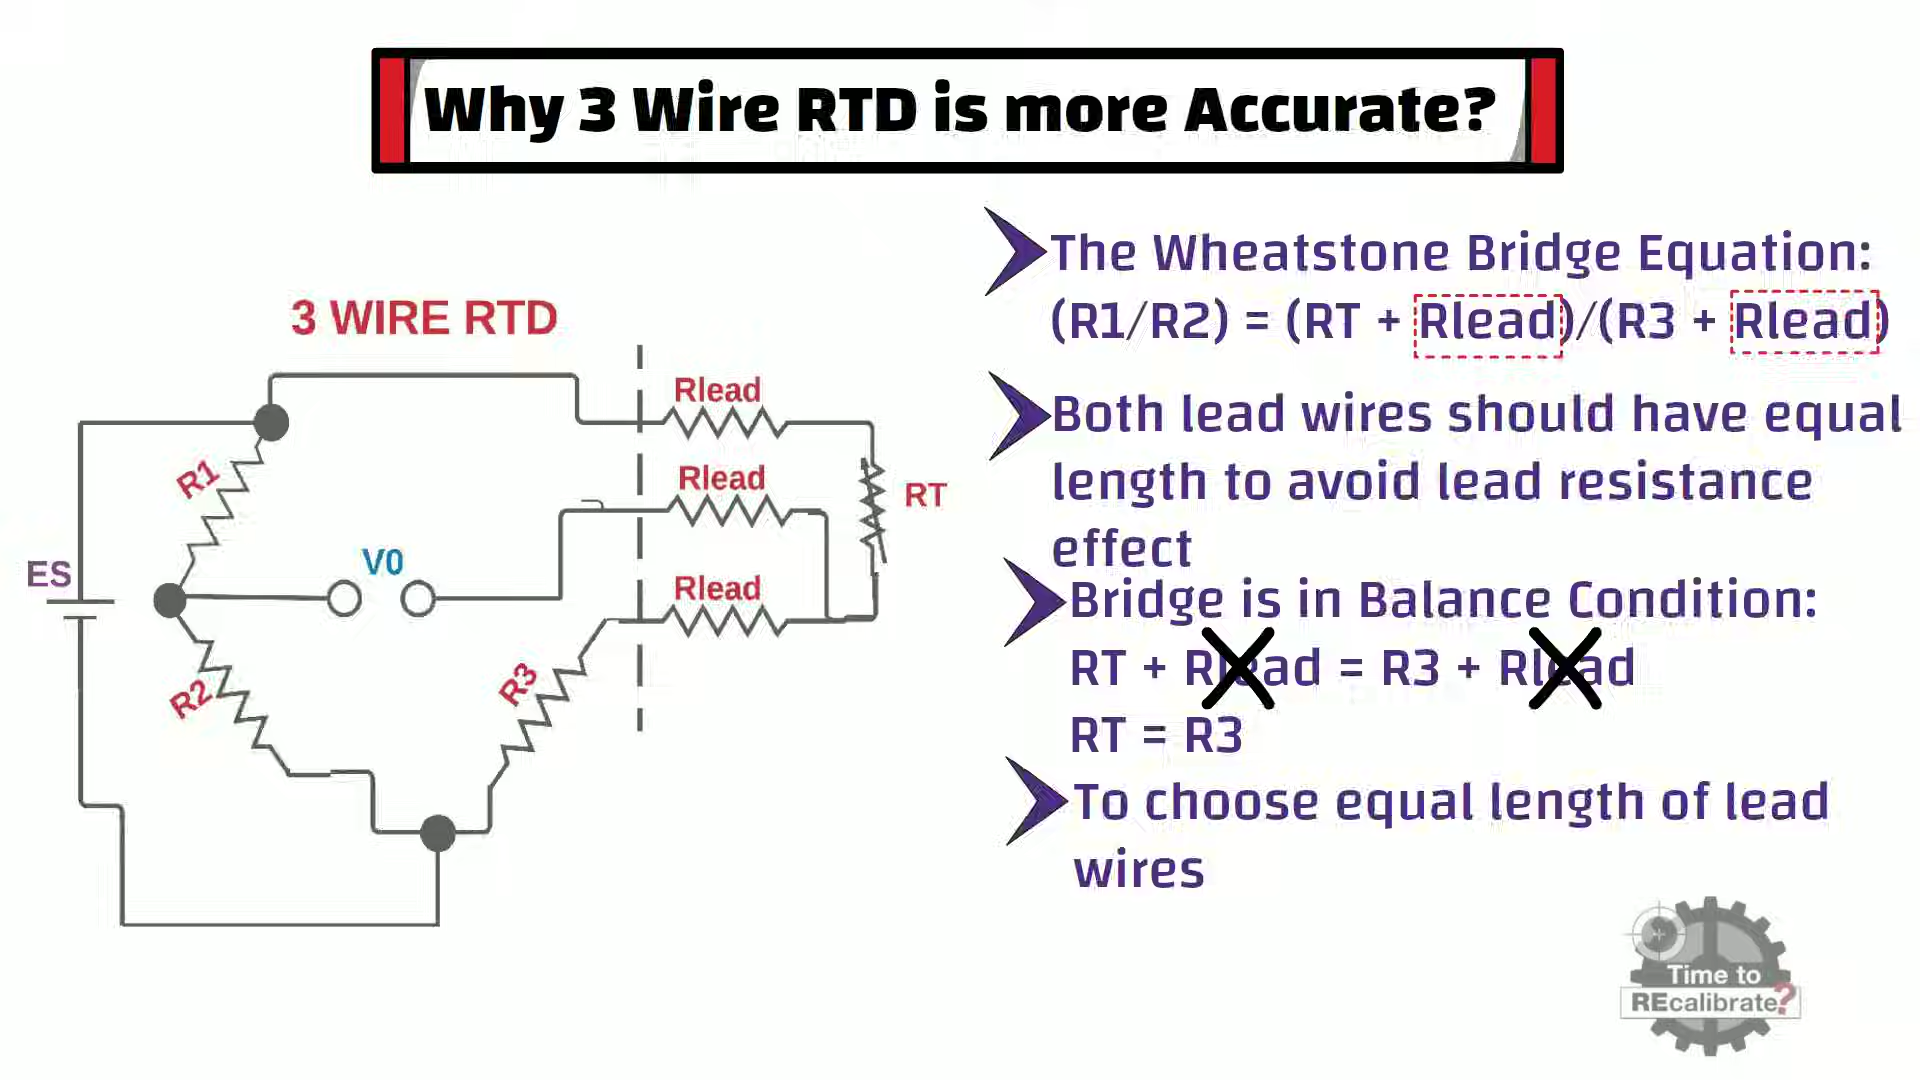 Why 3 Wire RTD is more Accurate?
3 WIRE RTD
Rlead
R1
Rlead
RT
ES
V0
Rlead
R2
R3
The Wheatstone Bridge Equation:
(R1/R2) = (RT + Rlead)/(R3 + Rlead)
Both lead wires should have equal
length to avoid lead resistance
effect
Bridge is in Balance Condition:
RT + Rlead = R3 + Rlead
RT = R3
To choose equal length of lead
wires
Time to
REcalibrate?